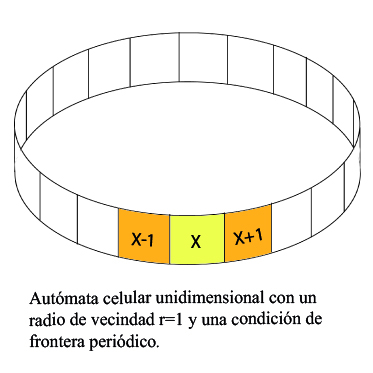 X-1 X X+1
Autómata celular unidimensional con un
radio de vecindad r=1 y una condición de
frontera periódico.